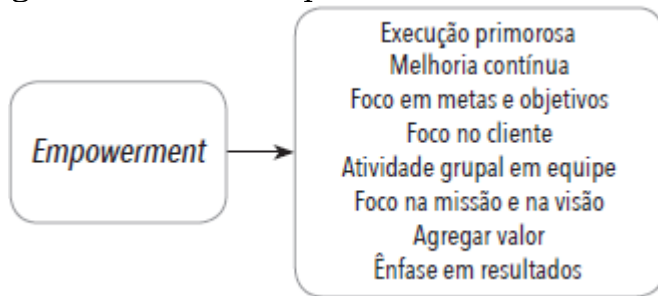 Empowerment
Execução primorosa
Melhoria contínua
Foco em metas e objetivos
Foco no cliente
Atividade grupal em equipe
Foco na missão e na visão
Agregar valor
Ênfase em resultados